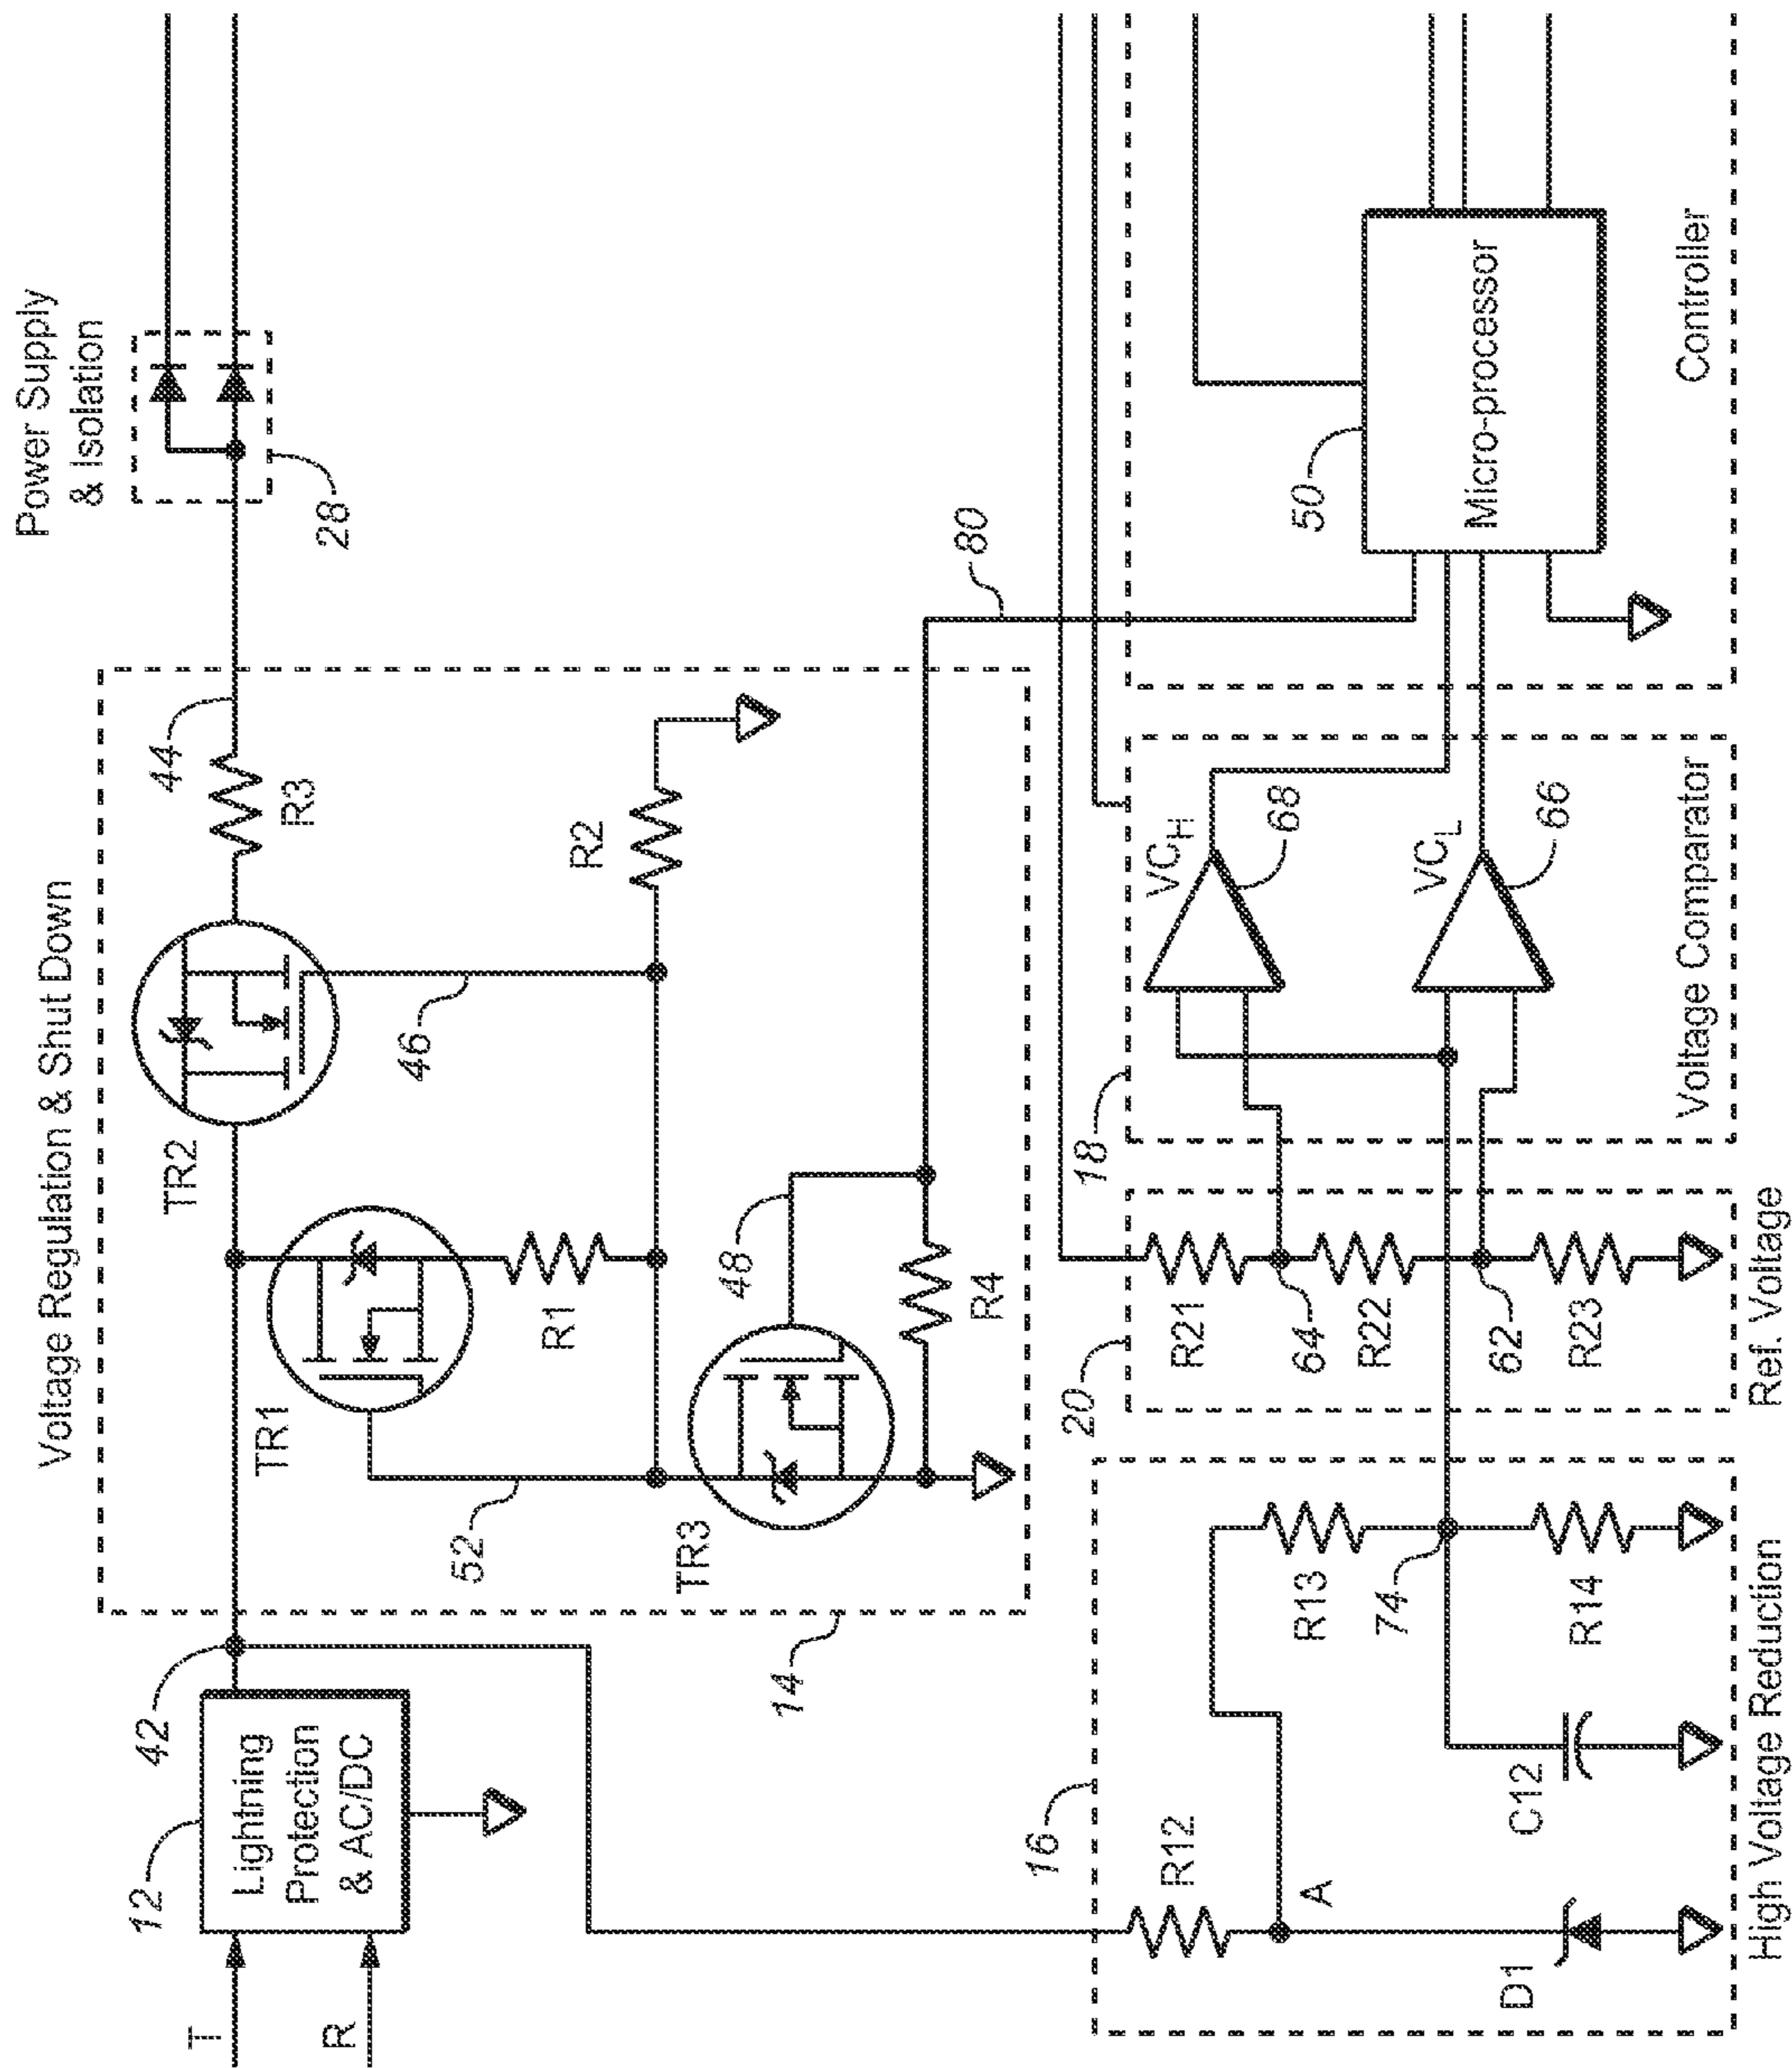 Power Supply
& Isolation
28
Voltage Regulation & Shut Down
44
R3
TR2
46
R2
TR1
R1
52
TR3
48
R4
80
14
42
12
Lightning
Protection
& AC/DC
T
R
16
R12
A
D1
C12
R13
74
R14
High Voltage Reduction
20
R21
64
R22
62
R23
Ref. Voltage
18
VCH
68
VCL
66
Voltage Comparator
50
Micro-processor
Controller